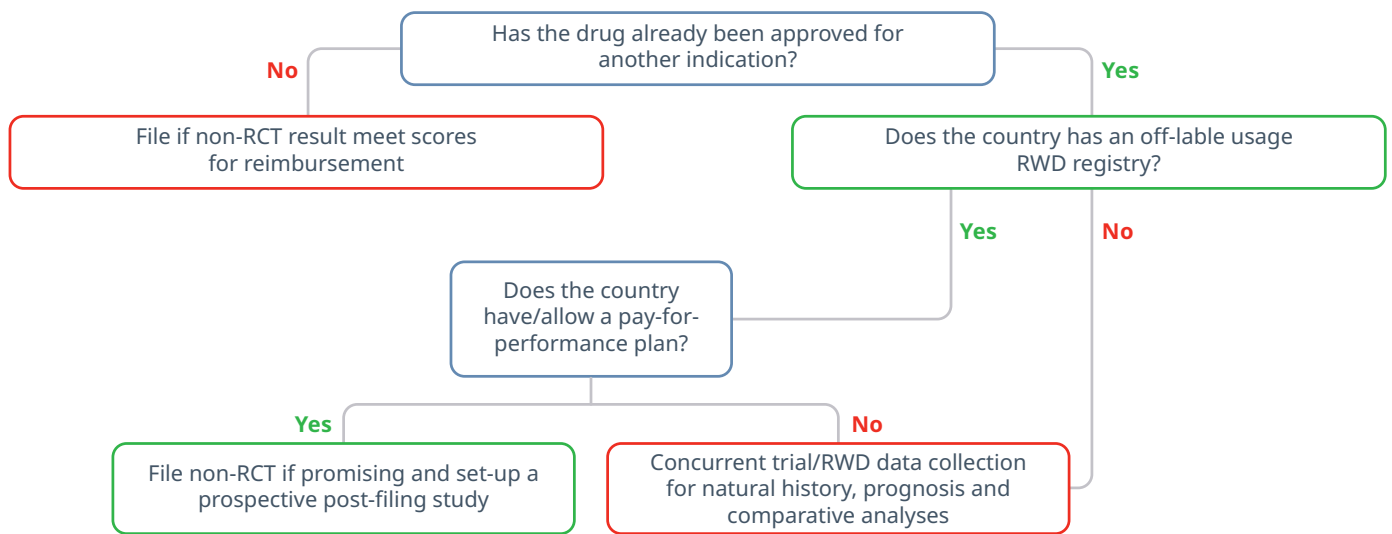 Has the drug already been approved for
another indication?
No
Yes
File if non-RCT result meet scores
for reimbursement
Does the country has an off-lable usage
RWD registry?
Yes
No
Does the country
have/allow a pay-for-
performance plan?
Yes
No
File non-RCT if promising and set-up a
prospective post-filing study
Concurrent trial/RWD data collection
for natural history, prognosis and
comparative analyses